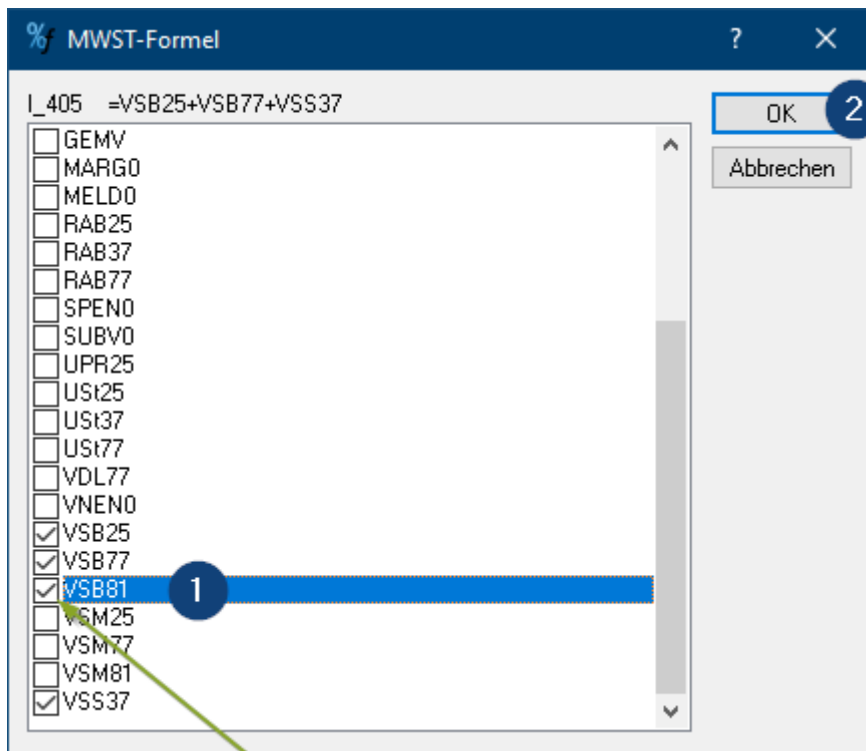 %f MWST-Formel ? ×
I_405 =VSB25+VSB77+VSS37
OK 2
Abbrechen
GEMV
MARG0
MELD0
RAB25
RAB37
RAB77
SPEN0
SUBV0
UPR25
USt25
USt37
USt77
VDL77
VNEN0
VSB25
VSB77
VSB81 1
VSM25
VSM77
VSM81
VSS37